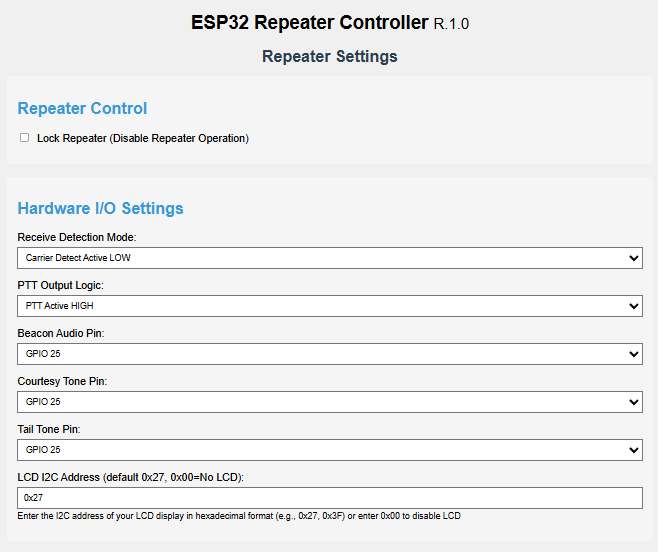 ESP32 Repeater Controller R.1.0
Repeater Settings
Repeater Control
Lock Repeater (Disable Repeater Operation)
Hardware I/O Settings
Receive Detection Mode:
Carrier Detect Active LOW
PTT Output Logic:
PTT Active HIGH
Beacon Audio Pin:
GPIO 25
Courtesy Tone Pin:
GPIO 25
Tail Tone Pin:
GPIO 25
LCD I2C Address (default 0x27, 0x00=No LCD):
0x27
Enter the I2C address of your LCD display in hexadecimal format (e.g., 0x27, 0x3F) or enter 0x00 to disable LCD